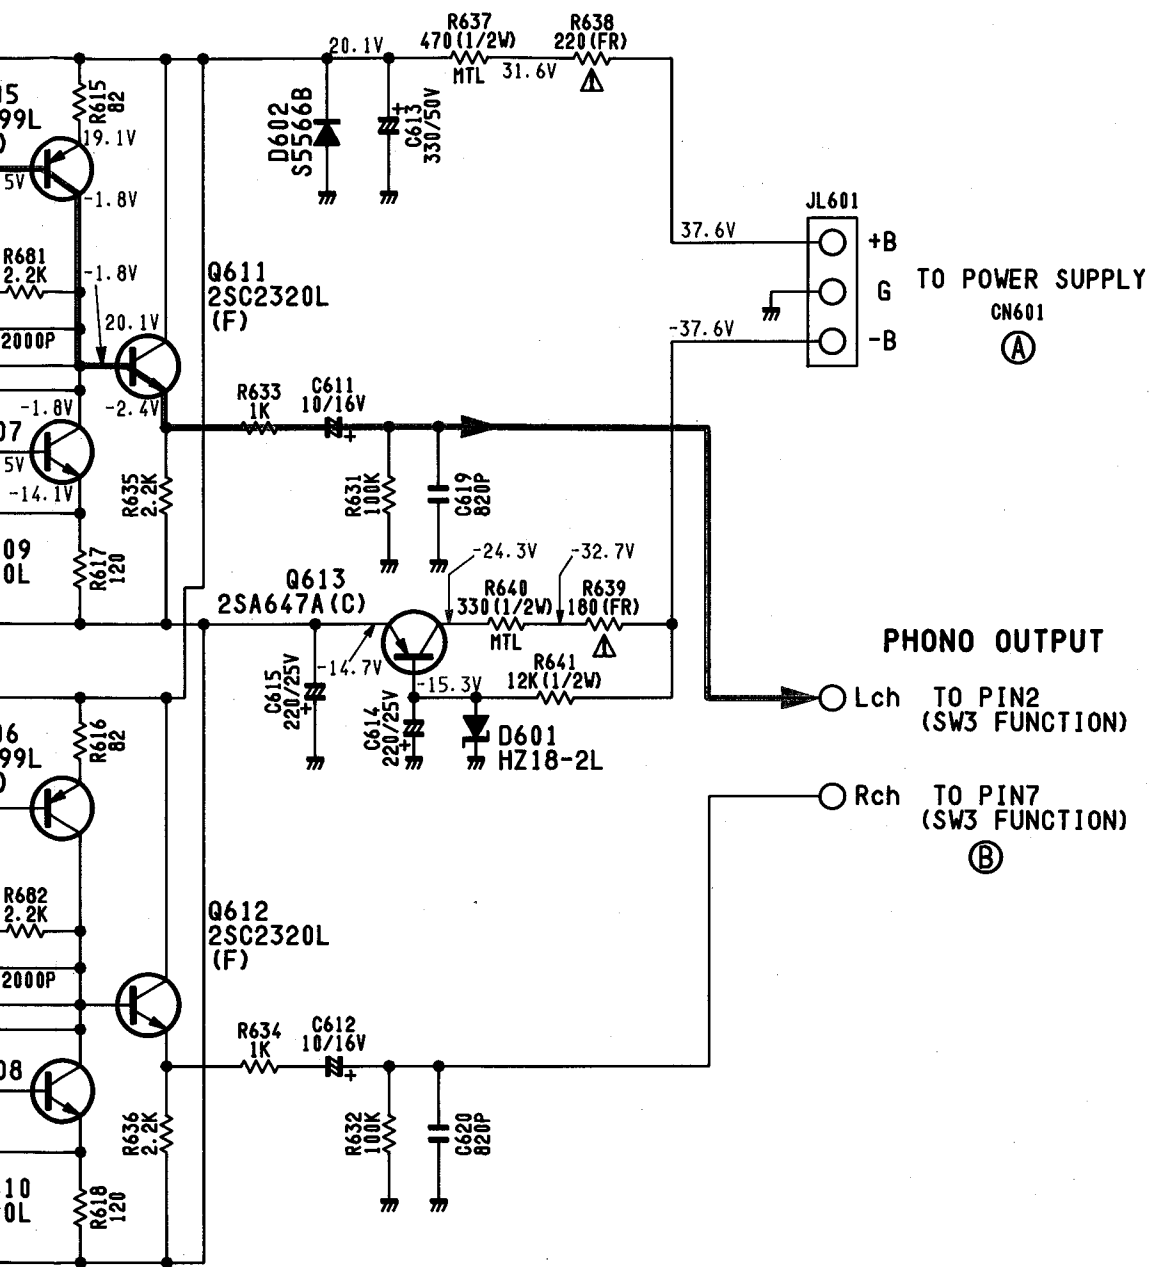 R637
470(1/2W)
MTL
R638
220(FR)
20.1V
31.6V
R615
82
15
99L
19.1V
5V
-1.8V
D602
S5566B
+
C613
330/50V
JL601
37.6V
+B
G
-37.6V
-B
TO POWER SUPPLY
CN601
A
R681
2.2K
-1.8V
2000P
20.1V
Q611
2SC2320L
(F)
-2.4V
R633
1K
C611
10/16V
+
-1.8V
07
5V
-14.1V
R635
2.2K
R631
100K
C619
820P
09
0L
R617
120
Q613
2SA647A(C)
-24.3V
-32.7V
R640
330(1/2W)
MTL
R639
180(FR)
-14.7V
C615
220/25V
+
-15.3V
R641
12K(1/2W)
C614
220/25V
+
D601
HZ18-2L
PHONO OUTPUT
Lch
TO PIN2
(SW3 FUNCTION)
Rch
TO PIN7
(SW3 FUNCTION)
B
R616
82
06
99L
R682
2.2K
2000P
Q612
2SC2320L
(F)
R634
1K
C612
10/16V
+
08
R636
2.2K
R632
100K
C620
820P
10
0L
R618
120